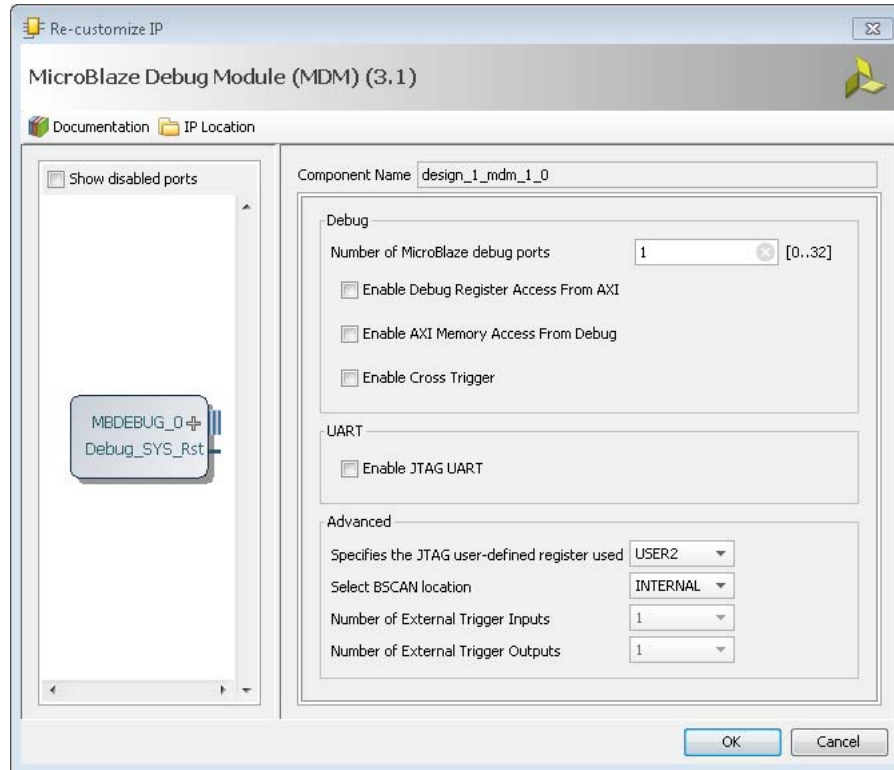 Re-customize IP
MicroBlaze Debug Module (MDM) (3.1)
Documentation IP Location
Show disabled ports
MBDEBUG_0
Debug_SYS_Rst
Component Name design_1_mdm_1_0
Debug
Number of MicroBlaze debug ports 1 [0..32]
Enable Debug Register Access From AXI
Enable AXI Memory Access From Debug
Enable Cross Trigger
UART
Enable JTAG UART
Advanced
Specifies the JTAG user-defined register used USER2
Select BSCAN location INTERNAL
Number of External Trigger Inputs 1
Number of External Trigger Outputs 1
OK Cancel